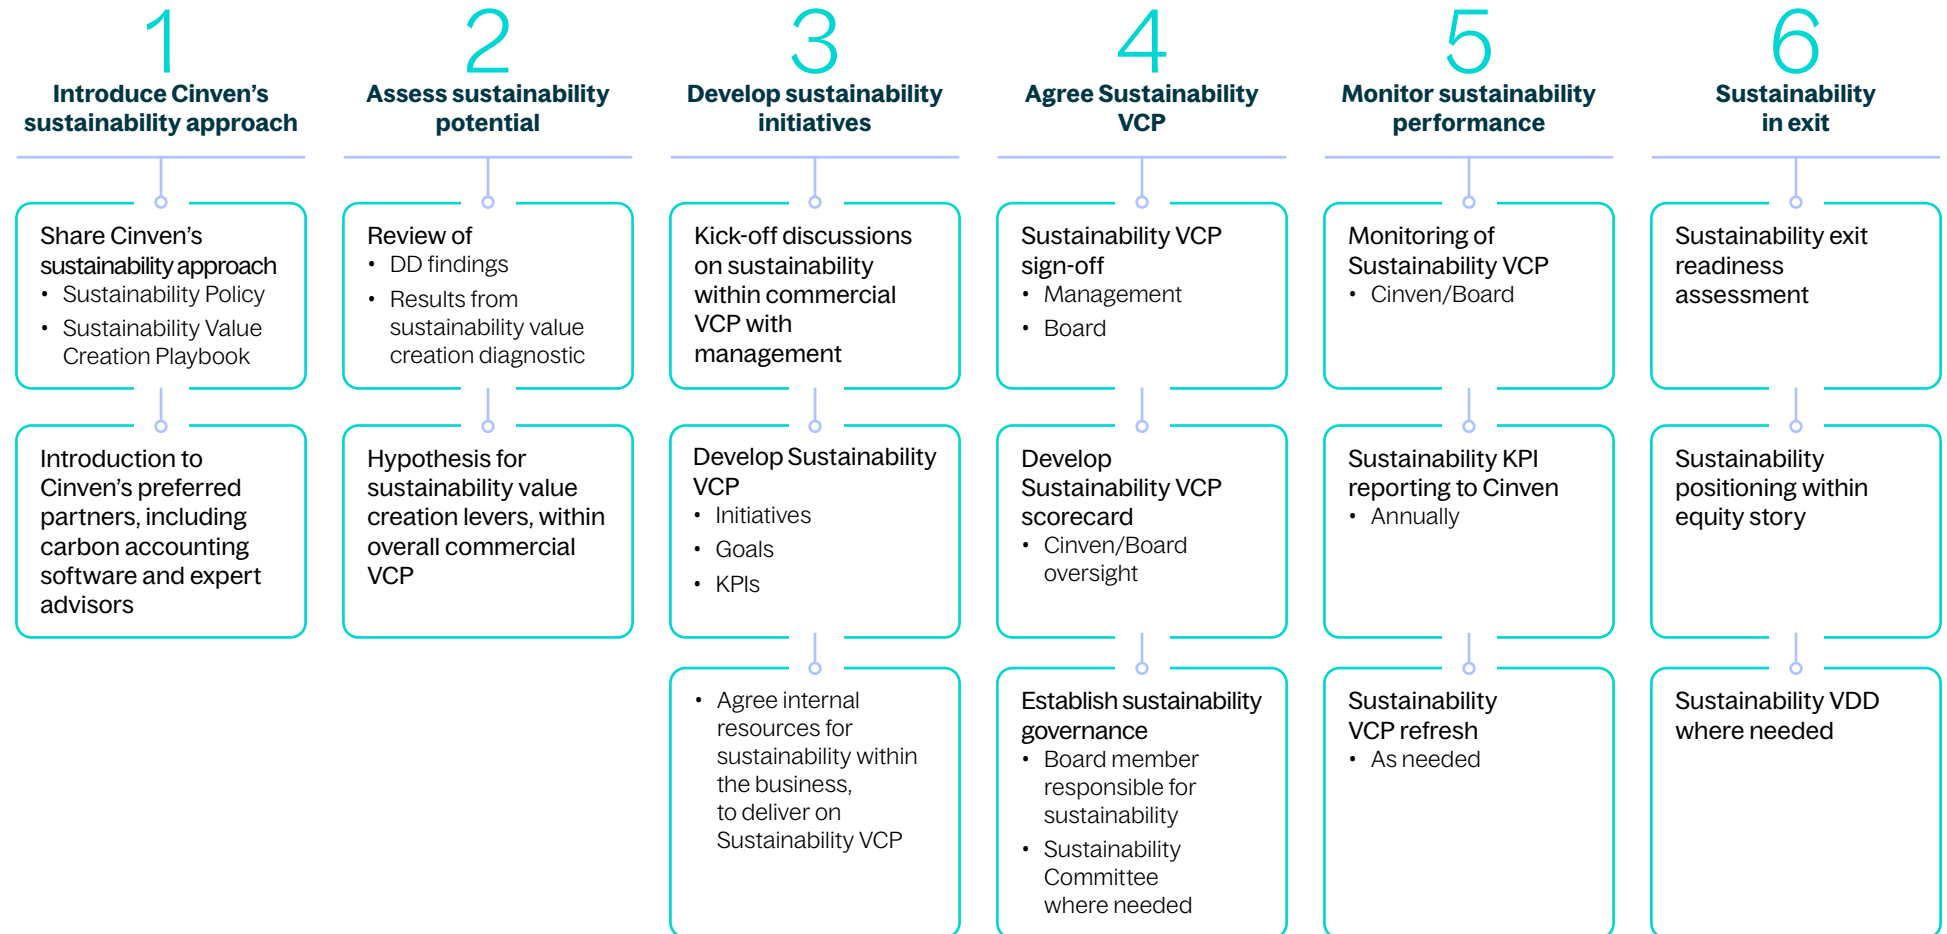 1
Introduce Cinven’s
sustainability approach
Share Cinven’s
sustainability approach
• Sustainability Policy
• Sustainability Value
Creation Playbook
Introduction to
Cinven’s preferred
partners, including
carbon accounting
software and expert
advisors
2
Assess sustainability
potential
Review of
• DD findings
• Results from
sustainability value
creation diagnostic
Hypothesis for
sustainability value
creation levers, within
overall commercial
VCP
3
Develop sustainability
initiatives
Kick-off discussions
on sustainability
within commercial
VCP with
management
Develop Sustainability
VCP
• Initiatives
• Goals
• KPIs
• Agree internal
resources for
sustainability within
the business,
to deliver on
Sustainability VCP
4
Agree Sustainability
VCP
Sustainability VCP
sign-off
• Management
• Board
Develop
Sustainability VCP
scorecard
• Cinven/Board
oversight
Establish sustainability
governance
• Board member
responsible for
sustainability
• Sustainability
Committee
where needed
5
Monitor sustainability
performance
Monitoring of
Sustainability VCP
• Cinven/Board
Sustainability KPI
reporting to Cinven
• Annually
Sustainability
VCP refresh
• As needed
6
Sustainability
in exit
Sustainability exit
readiness
assessment
Sustainability
positioning within
equity story
Sustainability VDD
where needed